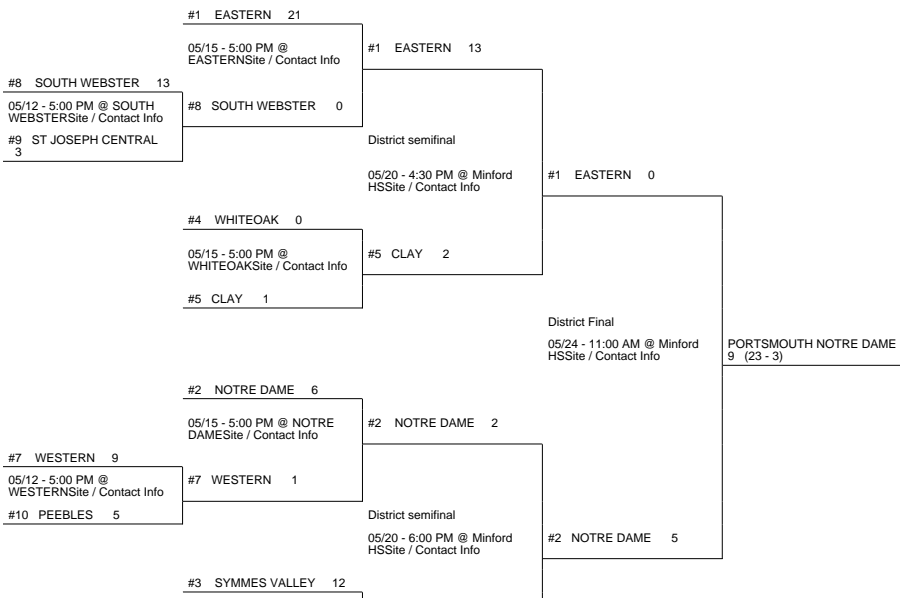 #1 EASTERN 21
05/15 - 5:00 PM @
EASTERNSite / Contact Info
#1 EASTERN 13
#8 SOUTH WEBSTER 13
05/12 - 5:00 PM @ SOUTH
WEBSTERSite / Contact Info
#8 SOUTH WEBSTER 0
#9 ST JOSEPH CENTRAL
3
District semifinal
05/20 - 4:30 PM @ Minford
HSSite / Contact Info
#1 EASTERN 0
#4 WHITEOAK 0
05/15 - 5:00 PM @
WHITEOAKSite / Contact Info
#5 CLAY 2
#5 CLAY 1
District Final
05/24 - 11:00 AM @ Minford
HSSite / Contact Info
PORTSMOUTH NOTRE DAME
9 (23 - 3)
#2 NOTRE DAME 6
05/15 - 5:00 PM @ NOTRE
DAMESite / Contact Info
#2 NOTRE DAME 2
#7 WESTERN 9
05/12 - 5:00 PM @
WESTERNSite / Contact Info
#7 WESTERN 1
#10 PEEBLES 5
District semifinal
05/20 - 6:00 PM @ Minford
HSSite / Contact Info
#2 NOTRE DAME 5
#3 SYMMES VALLEY 12